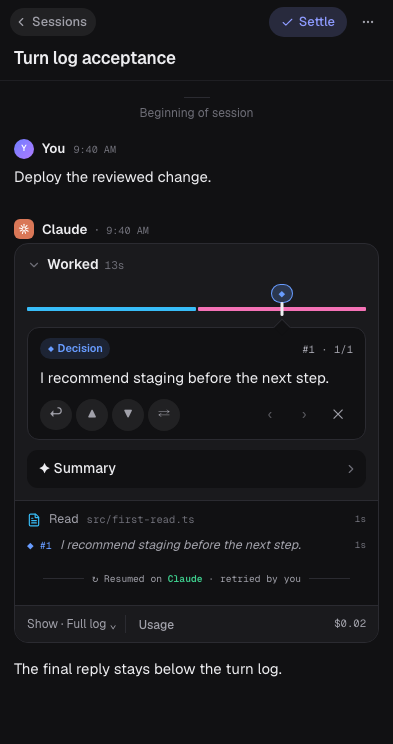 Sessions
Settle
Turn log acceptance
Beginning of session
Y You 9:40 AM
Deploy the reviewed change.
Claude · 9:40 AM
Worked 13s
Decision #1 · 1/1
I recommend staging before the next step.
Summary
Read src/first-read.ts 1s
#1 I recommend staging before the next step. 1s
↻ Resumed on Claude · retried by you
Show · Full log Usage $0.02
The final reply stays below the turn log.